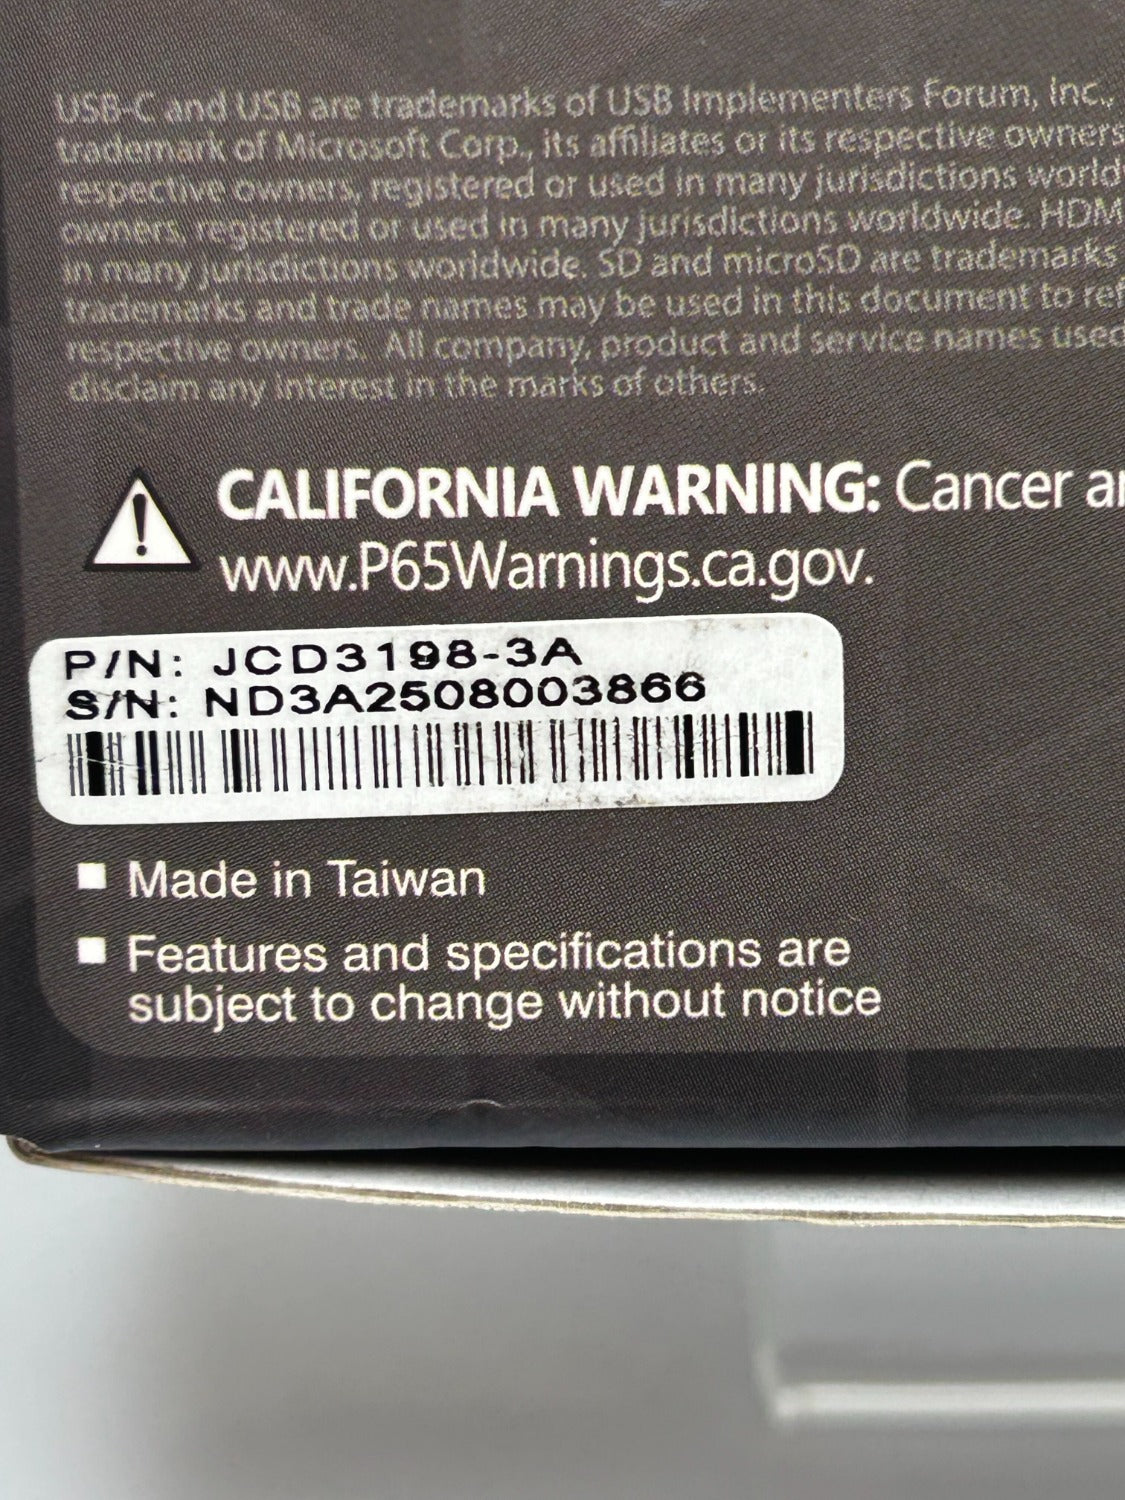 USB-C and USB are trademarks of USB Implementers Forum, Inc.,
trademark of Microsoft Corp., its affiliates or its respective owners
respective owners, registered or used in many jurisdictions world
owners, registered or used in many jurisdictions worldwide. HDM
in many jurisdictions worldwide. SD and microSD are trademarks
trademarks and trade names may be used in this document to ref
respective owners. All company, product and service names used
disclaim any interest in the marks of others.
CALIFORNIA WARNING: Cancer an
www.P65Warnings.ca.gov.
P/N: JCD3198-3A
S/N: ND3A2508003866
Made in Taiwan
Features and specifications are
subject to change without notice